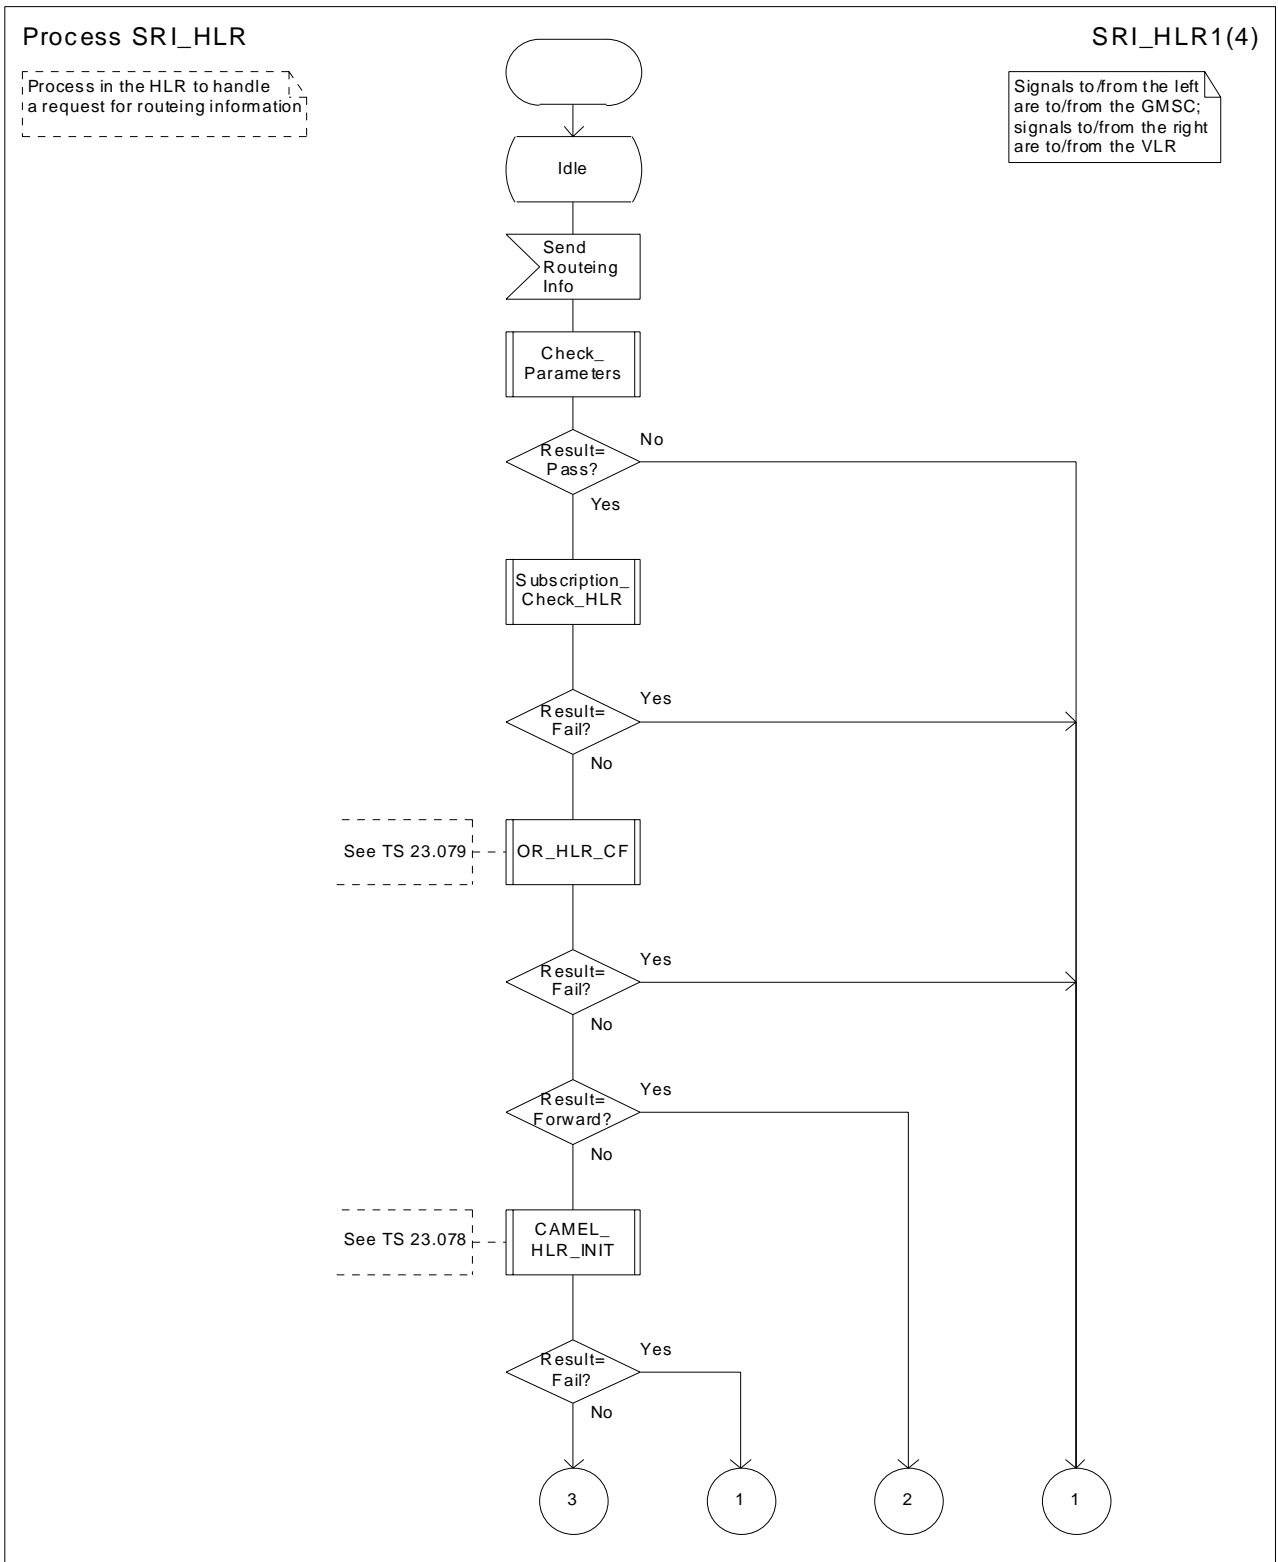 Process SRI_HLR
SRI_HLR1(4)
Process in the HLR to handle
a request for routeing information
Signals to/from the left
are to/from the GMSC;
signals to/from the right
are to/from the VLR
Idle
Send
Routeing
Info
Check_
Parameters
Result=
Pass?
No
Yes
Subscription_
Check_HLR
Result=
Fail?
Yes
No
See TS 23.079
OR_HLR_CF
Result=
Fail?
Yes
No
Result=
Forward?
Yes
No
See TS 23.078
CAMEL_
HLR_INIT
Result=
Fail?
Yes
No
3
1
2
1